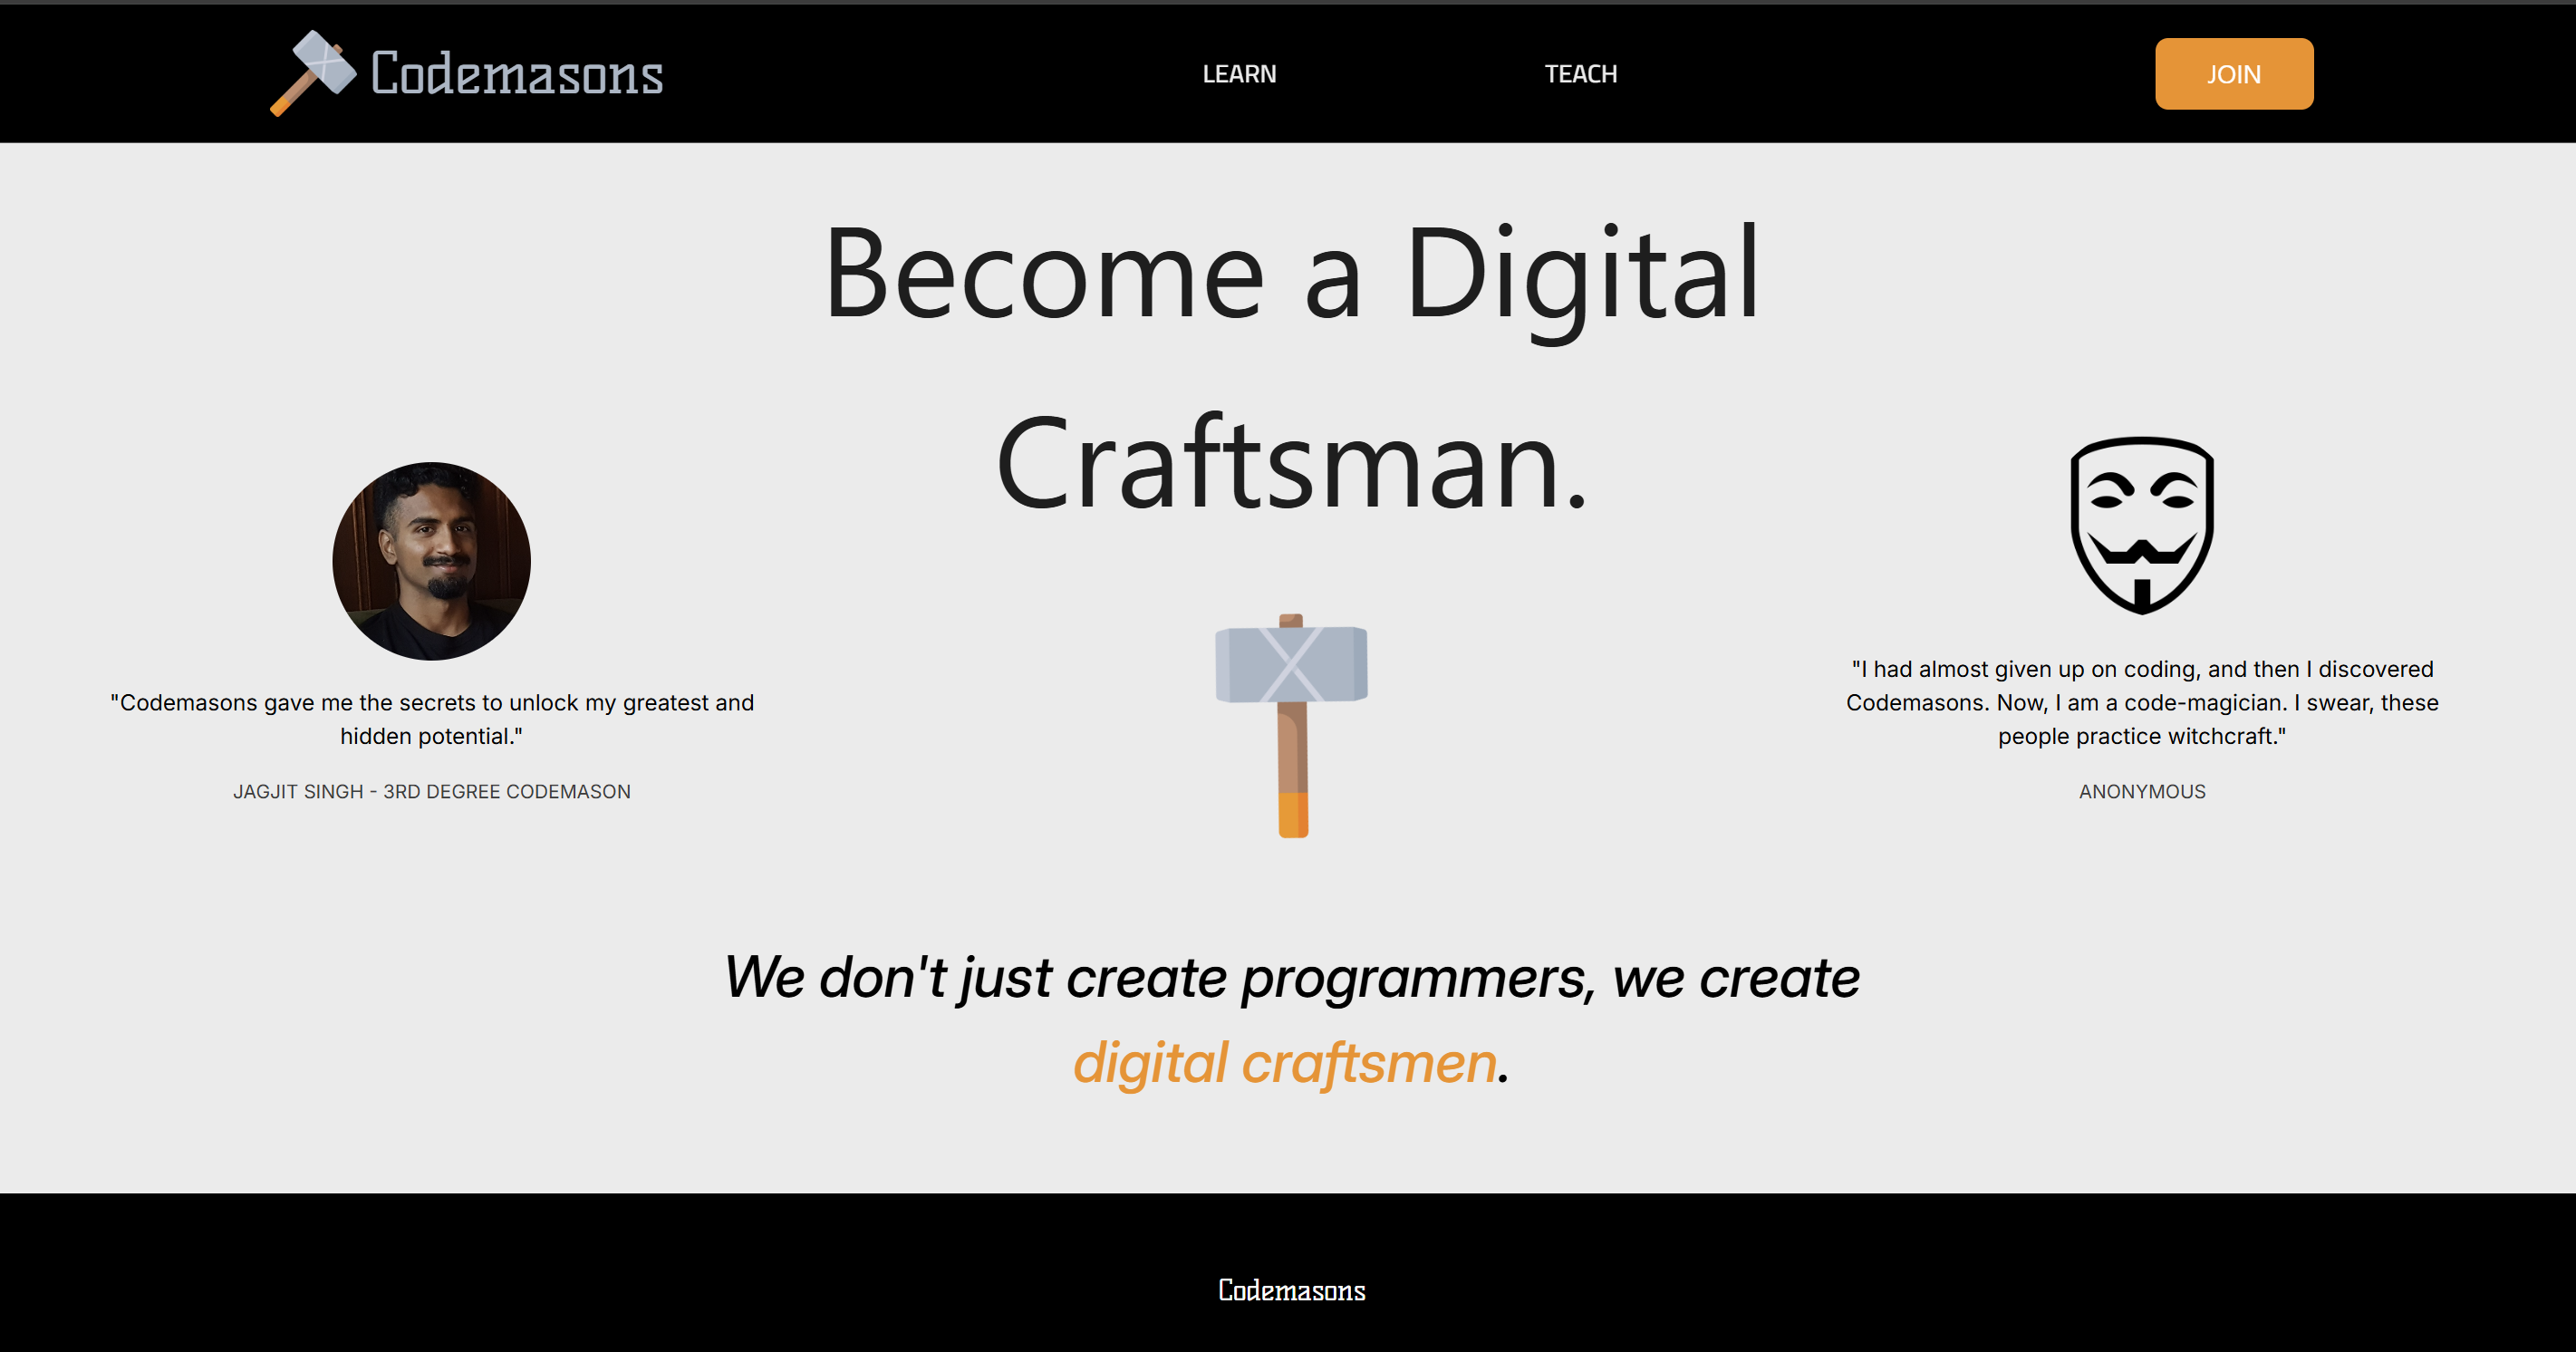 Codemasons
LEARN
TEACH
JOIN
Become a Digital
Craftsman.
"Codemasons gave me the secrets to unlock my greatest and
hidden potential."
JAGJIT SINGH - 3RD DEGREE CODEMASON
"I had almost given up on coding, and then I discovered
Codemasons. Now, I am a code-magician. I swear, these
people practice witchcraft."
ANONYMOUS
We don't just create programmers, we create
digital craftsmen.
Codemasons